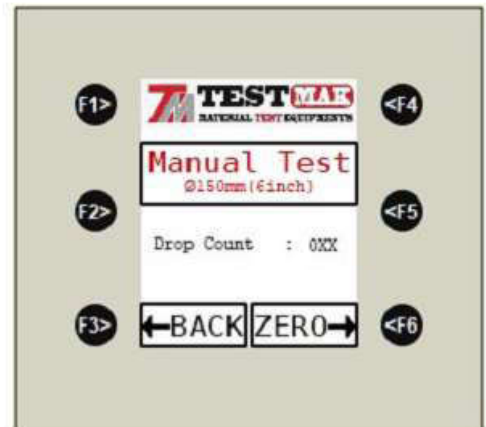 F1> TM TESTMAK <F4
MATERIAL TEST EQUIPMENTS
Manual Test
Ø150mm(6inch)
F2> <F5
Drop Count : 0XX
F3> ←BACK ZERO→ <F6